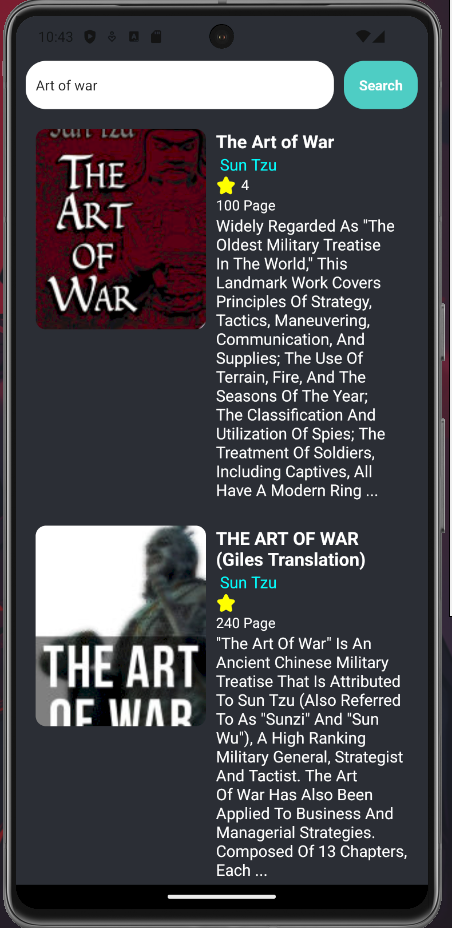 10:43
Art of war
Search
Sun Tzu
THE
ART
OF
WAR
The Art of War
Sun Tzu
4
100 Page
Widely Regarded As "The
Oldest Military Treatise
In The World," This
Landmark Work Covers
Principles Of Strategy,
Tactics, Maneuvering,
Communication, And
Supplies; The Use Of
Terrain, Fire, And The
Seasons Of The Year;
The Classification And
Utilization Of Spies; The
Treatment Of Soldiers,
Including Captives, All
Have A Modern Ring ...
THE ART
OF WAR
THE ART OF WAR
(Giles Translation)
Sun Tzu
240 Page
"The Art Of War" Is An
Ancient Chinese Military
Treatise That Is Attributed
To Sun Tzu (Also Referred
To As "Sunzi" And "Sun
Wu"), A High Ranking
Military General, Strategist
And Tactist. The Art
Of War Has Also Been
Applied To Business And
Managerial Strategies.
Composed Of 13 Chapters,
Each ...